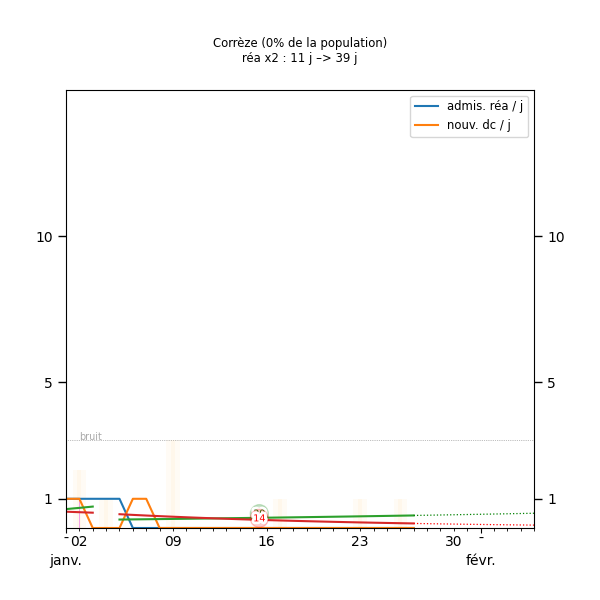 Corrèze (0% de la population)
réa x2 : 11 j –> 39 j
admis. réa / j
nouv. dc / j
10 10
5 5
bruit
1 1
14
02 09 16 23 30 -
janv. févr.